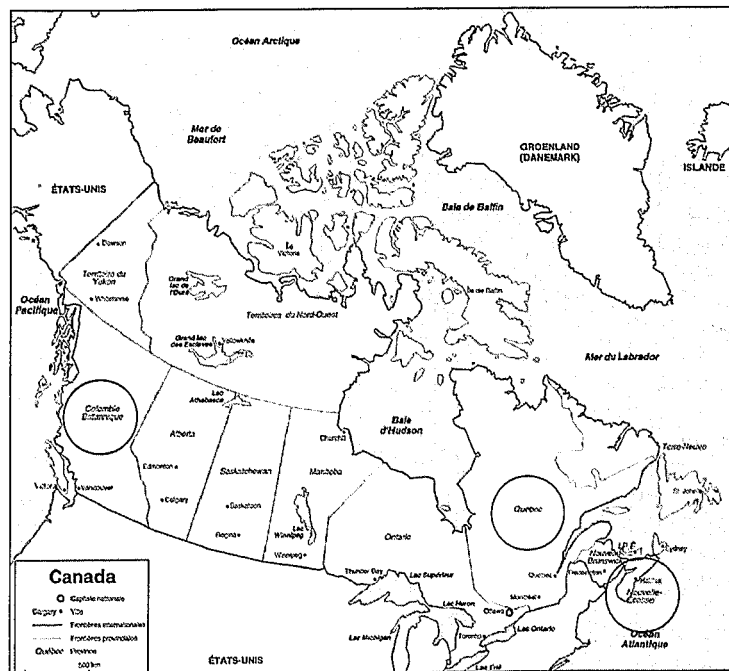 Océan Arctique
Mer de
Beaufort
GROENLAND
(DANEMARK)
ISLANDE
ÉTATS-UNIS
Baie de Baffin
Dawson
Territoire du
Yukon
Whitehorse
Île
Victoria
Grand
lac de
l'Ours
Île de Baffin
Océan
Pacifique
Territoires du Nord-Ouest
Grand lac
des Esclaves
Yellowknife
Mer du Labrador
Lac
Athabasca
Colombie
Britannique
Baie
d'Hudson
Alberta
Churchill
Terre-Neuve
Edmonton
Saskatchewan
Manitoba
Victoria
Vancouver
Calgary
Saskatoon
St. John's
Québec
Lac
Winnipeg
Regina
Ontario
Winnipeg
I.P.É.
Sydney
Nouveau
Brunswick
Thunder Bay
Lac Supérieur
Québec
Fredericton
Halifax
Nouvelle-
Écosse
Montréal
Ottawa
Lac Huron
Lac Ontario
Toronto
Lac Michigan
Lac Érié
Océan
Atlantique
ÉTATS-UNIS
Canada
Capitale nationale
Calgary Ville
Frontières internationales
Frontières provinciales
Québec Province
500 km